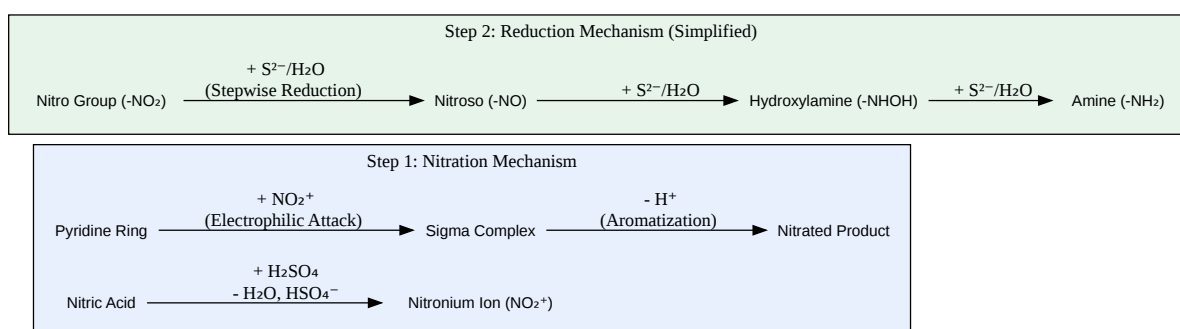 Step 2: Reduction Mechanism (Simplified)
+ S²⁻/H₂O
(Stepwise Reduction)
+ S²⁻/H₂O
+ S²⁻/H₂O
Nitro Group (-NO₂)
Nitroso (-NO)
Hydroxylamine (-NHOH)
Amine (-NH₂)
Step 1: Nitration Mechanism
+ NO₂⁺
(Electrophilic Attack)
- H⁺
(Aromatization)
Pyridine Ring
Sigma Complex
Nitrated Product
+ H₂SO₄
- H₂O, HSO₄⁻
Nitric Acid
Nitronium Ion (NO₂⁺)